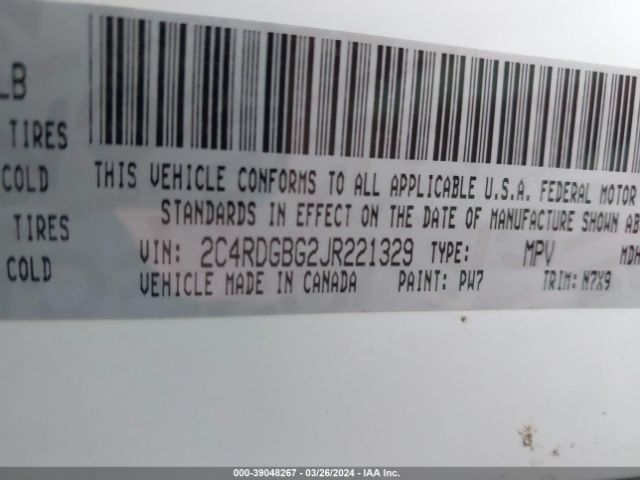 LB
TIRES
COLD
THIS VEHICLE CONFORMS TO ALL APPLICABLE U.S.A. FEDERAL MOTOR
STANDARDS IN EFFECT ON THE DATE OF MANUFACTURE SHOWN AB
TIRES
VIN: 2C4RDGBG2JR221329 TYPE: MPV MDH
COLD
VEHICLE MADE IN CANADA PAINT: PW7 TRIM: N7X9
000-39048267 - 03/26/2024 - IAA Inc.